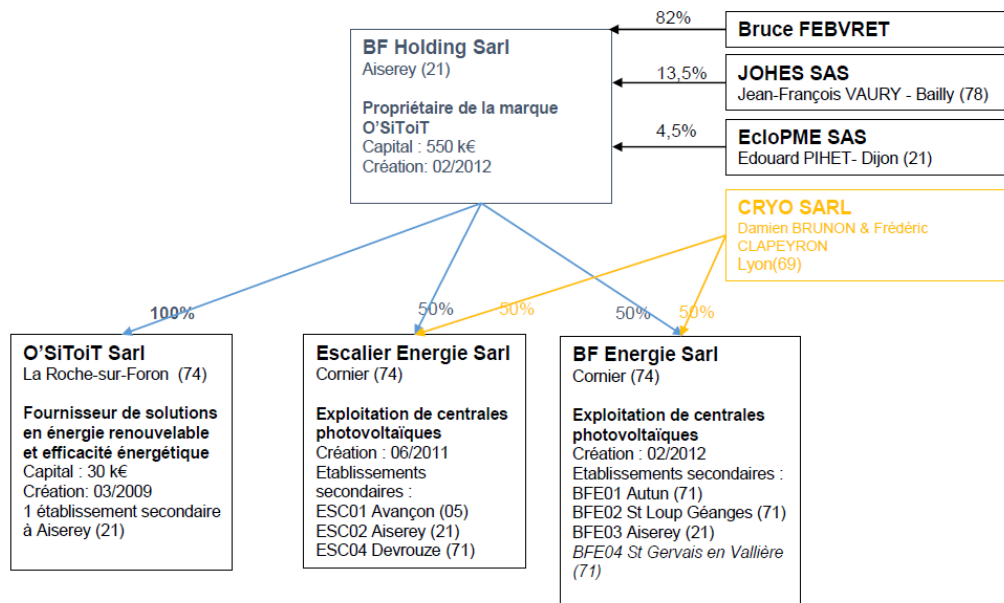 82%
Bruce FEBVRET
BF Holding Sarl
Aiserey (21)
Propriétaire de la marque
O'SiToiT
Capital : 550 k€
Création: 02/2012
13,5%
JOHES SAS
Jean-François VAURY - Bailly (78)
4,5%
EcloPME SAS
Edouard PIHET- Dijon (21)
CRYO SARL
Damien BRUNON & Frédéric
CLAPEYRON
Lyon(69)
100%
50%
50%
50%
50%
O'SiToiT Sarl
La Roche-sur-Foron (74)
Fournisseur de solutions
en énergie renouvelable
et efficacité énergétique
Capital : 30 k€
Création: 03/2009
1 établissement secondaire
à Aiserey (21)
Escalier Energie Sarl
Cornier (74)
Exploitation de centrales
photovoltaïques
Création : 06/2011
Etablissements
secondaires :
ESC01 Avançon (05)
ESC02 Aiserey (21)
ESC04 Devrouze (71)
BF Energie Sarl
Cornier (74)
Exploitation de centrales
photovoltaïques
Création : 02/2012
Etablissements secondaires :
BFE01 Autun (71)
BFE02 St Loup Géanges (71)
BFE03 Aiserey (21)
BFE04 St Gervais en Vallière
(71)